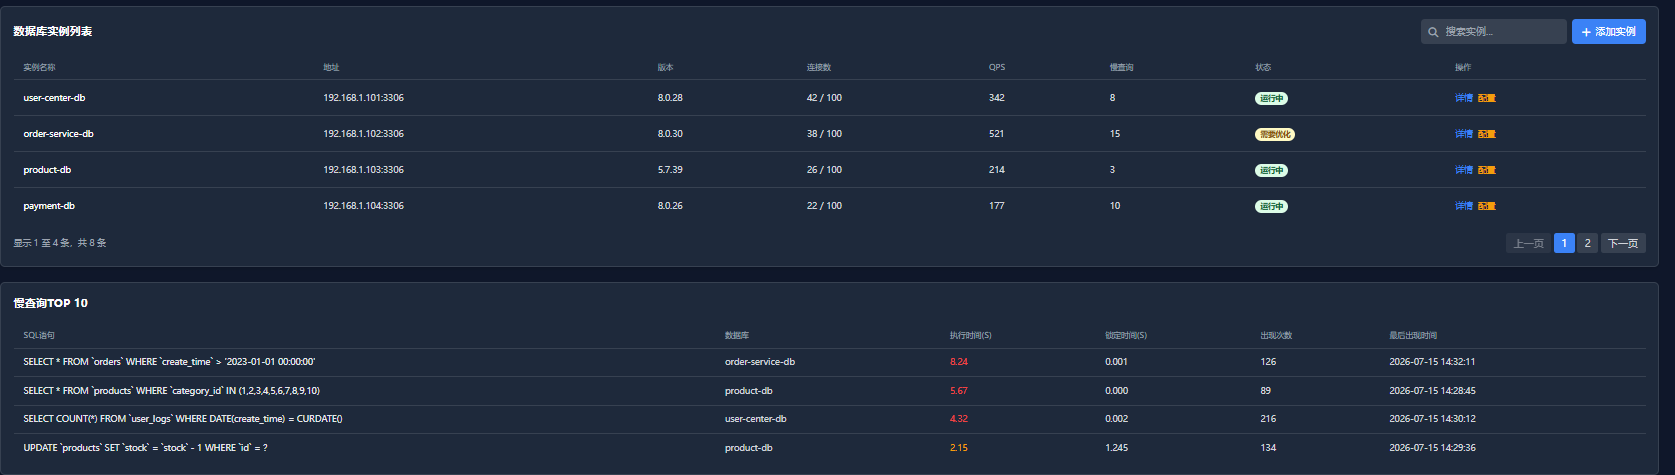 数据库实例列表 搜索实例... + 添加实例
实例名称 地址 版本 连接数 QPS 慢查询 状态 操作
user-center-db 192.168.1.101:3306 8.0.28 42 / 100 342 8 运行中 详情 配置
order-service-db 192.168.1.102:3306 8.0.30 38 / 100 521 15 需要优化 详情 配置
product-db 192.168.1.103:3306 5.7.39 26 / 100 214 3 运行中 详情 配置
payment-db 192.168.1.104:3306 8.0.26 22 / 100 177 10 运行中 详情 配置
显示 1 至 4 条，共 8 条 上一页 1 2 下一页
慢查询TOP 10
SQL语句 数据库 执行时间(S) 锁定时间(S) 出现次数 最后出现时间
SELECT * FROM `orders` WHERE `create_time` > '2023-01-01 00:00:00' order-service-db 8.24 0.001 126 2026-07-15 14:32:11
SELECT * FROM `products` WHERE `category_id` IN (1,2,3,4,5,6,7,8,9,10) product-db 5.67 0.000 89 2026-07-15 14:28:45
SELECT COUNT(*) FROM `user_logs` WHERE DATE(create_time) = CURDATE() user-center-db 4.32 0.002 216 2026-07-15 14:30:12
UPDATE `products` SET `stock` = `stock` - 1 WHERE `id` = ? product-db 2.15 1.245 134 2026-07-15 14:29:36